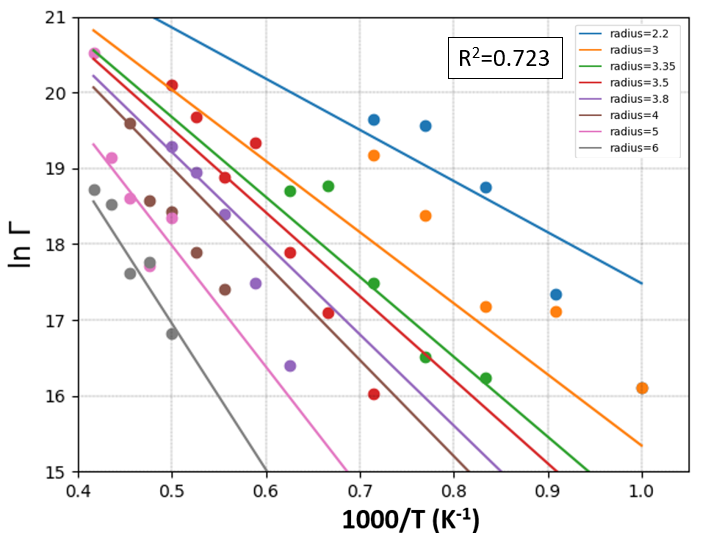 21
20
19
18
17
16
15
ln Γ
R²=0.723
radius=2.2
radius=3
radius=3.35
radius=3.5
radius=3.8
radius=4
radius=5
radius=6
0.4 0.5 0.6 0.7 0.8 0.9 1.0
1000/T (K⁻¹)